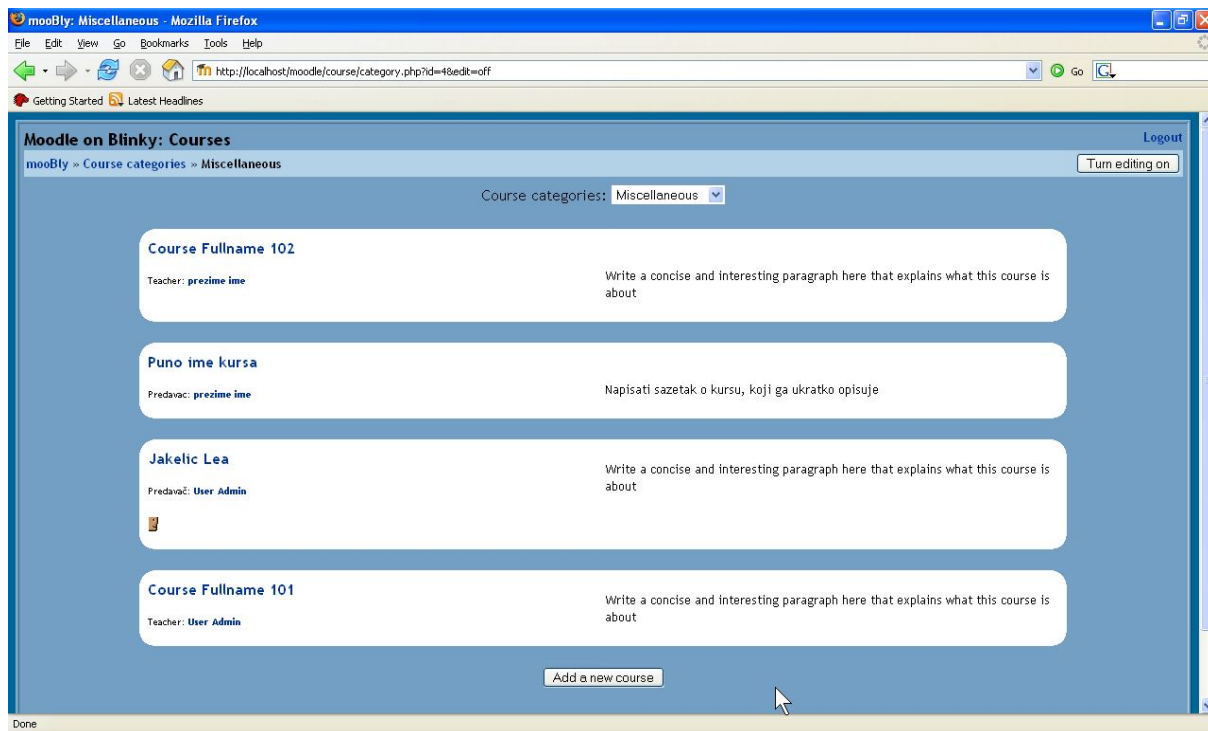 mooBly: Miscellaneous - Mozilla Firefox
File Edit View Go Bookmarks Tools Help
http://localhost/moodle/course/category.php?id=4&edit=off
Go
Getting Started Latest Headlines
Moodle on Blinky: Courses
Logout
mooBly » Course categories » Miscellaneous
Turn editing on
Course categories: Miscellaneous
Course Fullname 102
Teacher: prezime ime
Write a concise and interesting paragraph here that explains what this course is
about
Puno ime kursa
Predavac: prezime ime
Napisati sazetak o kursu, koji ga ukratko opisuje
Jakelic Lea
Predavač: User Admin
Write a concise and interesting paragraph here that explains what this course is
about
Course Fullname 101
Teacher: User Admin
Write a concise and interesting paragraph here that explains what this course is
about
Add a new course
Done